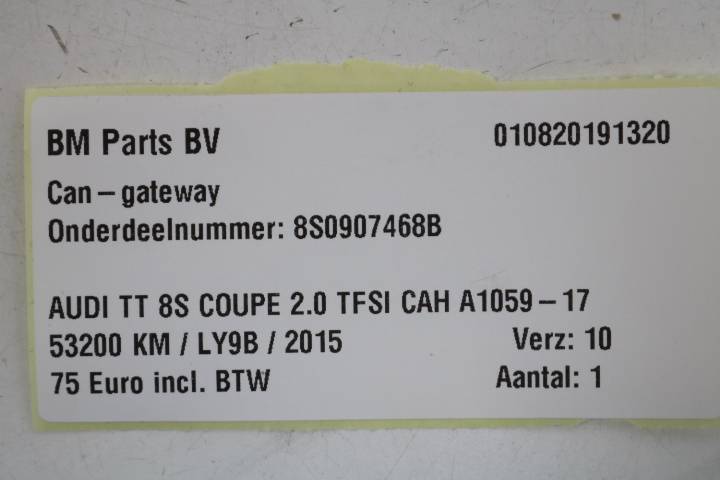 BM Parts BV 010820191320
Can – gateway
Onderdeelnummer: 8S0907468B
AUDI TT 8S COUPE 2.0 TFSI CAH A1059 – 17
53200 KM / LY9B / 2015 Verz: 10
75 Euro incl. BTW Aantal: 1